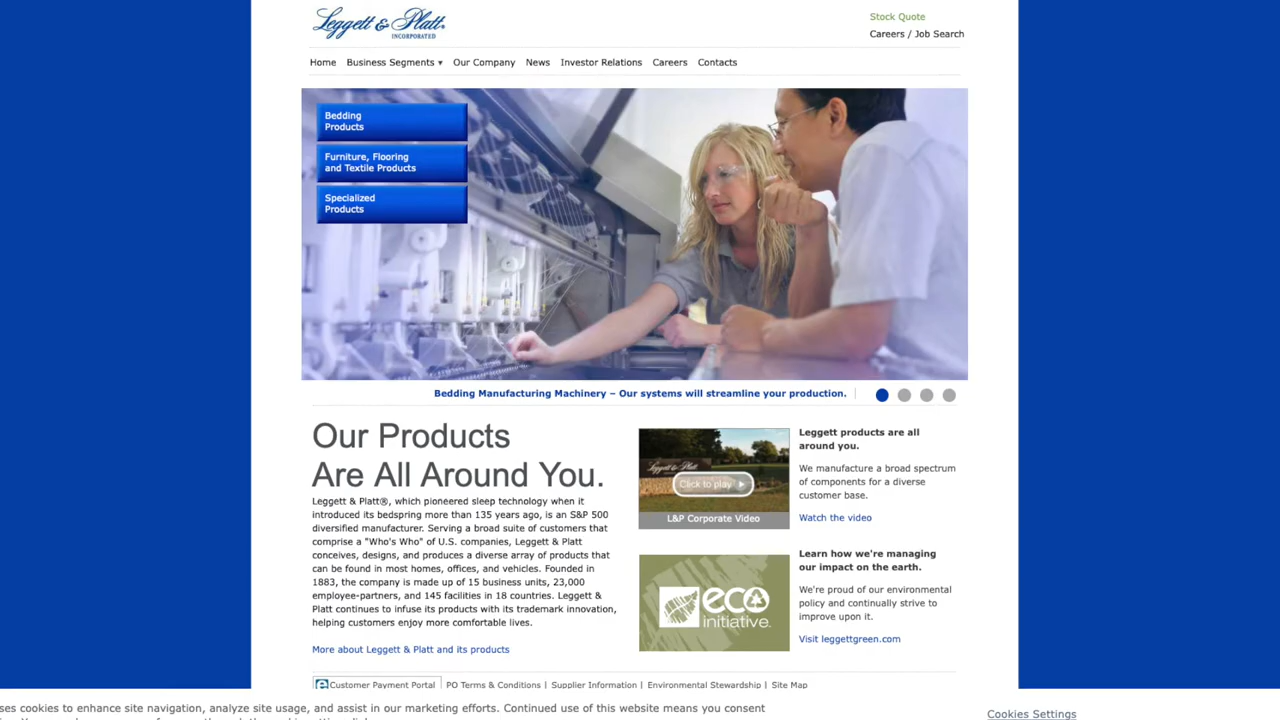 Leggett & Platt
INCORPORATED
Stock Quote
Careers / Job Search
Home Business Segments ▾ Our Company News Investor Relations Careers Contacts
Bedding
Products
Furniture, Flooring
and Textile Products
Specialized
Products
Bedding Manufacturing Machinery – Our systems will streamline your production.
Our Products
Are All Around You.
Leggett & Platt®, which pioneered sleep technology when it
introduced its bedspring more than 135 years ago, is an S&P 500
diversified manufacturer. Serving a broad suite of customers that
comprise a "Who's Who" of U.S. companies, Leggett & Platt
conceives, designs, and produces a diverse array of products that
can be found in most homes, offices, and vehicles. Founded in
1883, the company is made up of 15 business units, 23,000
employee-partners, and 145 facilities in 18 countries. Leggett &
Platt continues to infuse its products with its trademark innovation,
helping customers enjoy more comfortable lives.
More about Leggett & Platt and its products
Leggett & Platt
Click to play
L&P Corporate Video
Leggett products are all
around you.
We manufacture a broad spectrum
of components for a diverse
customer base.
Watch the video
eco
initiative.
Learn how we're managing
our impact on the earth.
We're proud of our environmental
policy and continually strive to
improve upon it.
Visit leggettgreen.com
Customer Payment Portal PO Terms & Conditions | Supplier Information | Environmental Stewardship | Site Map
ses cookies to enhance site navigation, analyze site usage, and assist in our marketing efforts. Continued use of this website means you consent
Cookies Settings